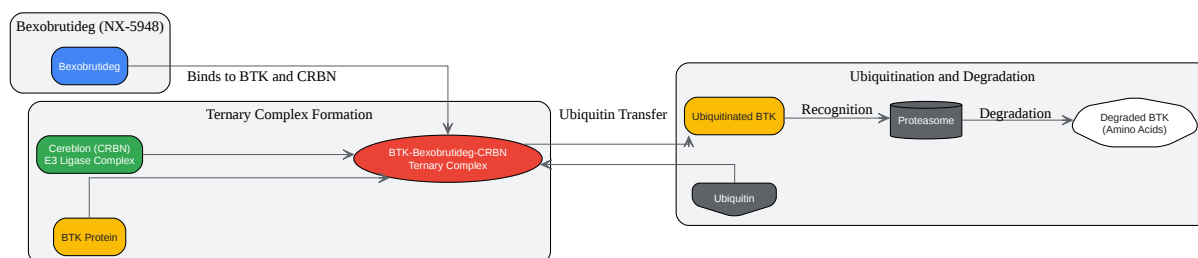 Bexobrutideg (NX-5948)
Bexobrutideg
Binds to BTK and CRBN
Ternary Complex Formation
Cereblon (CRBN)
E3 Ligase Complex
BTK Protein
BTK-Bexobrutideg-CRBN
Ternary Complex
Ubiquitin Transfer
Ubiquitination and Degradation
Ubiquitinated BTK
Recognition
Proteasome
Degradation
Degraded BTK
(Amino Acids)
Ubiquitin